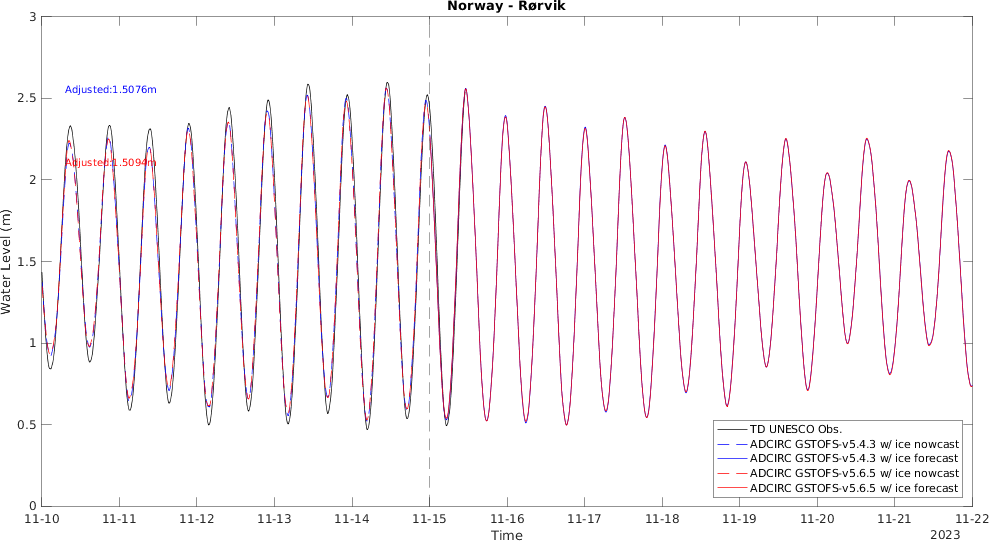 Norway - Rørvik
3
2.5
2
1.5
1
0.5
0
Water Level (m)
Adjusted:1.5076m
Adjusted:1.5094m
TD UNESCO Obs.
ADCIRC GSTOFS-v5.4.3 w/ ice nowcast
ADCIRC GSTOFS-v5.4.3 w/ ice forecast
ADCIRC GSTOFS-v5.6.5 w/ ice nowcast
ADCIRC GSTOFS-v5.6.5 w/ ice forecast
11-10 11-11 11-12 11-13 11-14 11-15 11-16 11-17 11-18 11-19 11-20 11-21 11-22
Time
2023